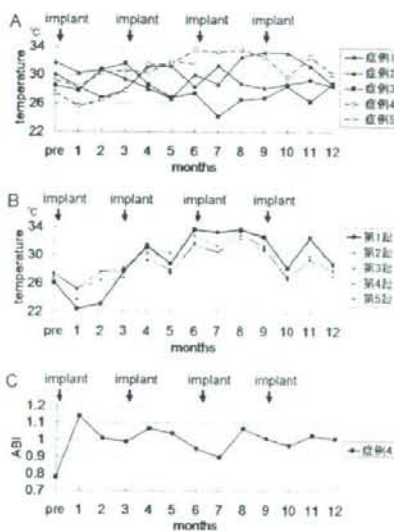 A
implant implant implant implant
℃
34
30
26
22
temperature
pre 1 2 3 4 5 6 7 8 9 10 11 12
months
症例1
症例2
症例3
症例4
症例5
B
implant implant implant implant
℃
34
30
26
22
temperature
pre 1 2 3 4 5 6 7 8 9 10 11 12
months
第1趾
第2趾
第3趾
第4趾
第5趾
C
implant implant implant implant
1.2
1.1
1
0.9
0.8
0.7
ABI
pre 1 2 3 4 5 6 7 8 9 10 11 12
months
症例4